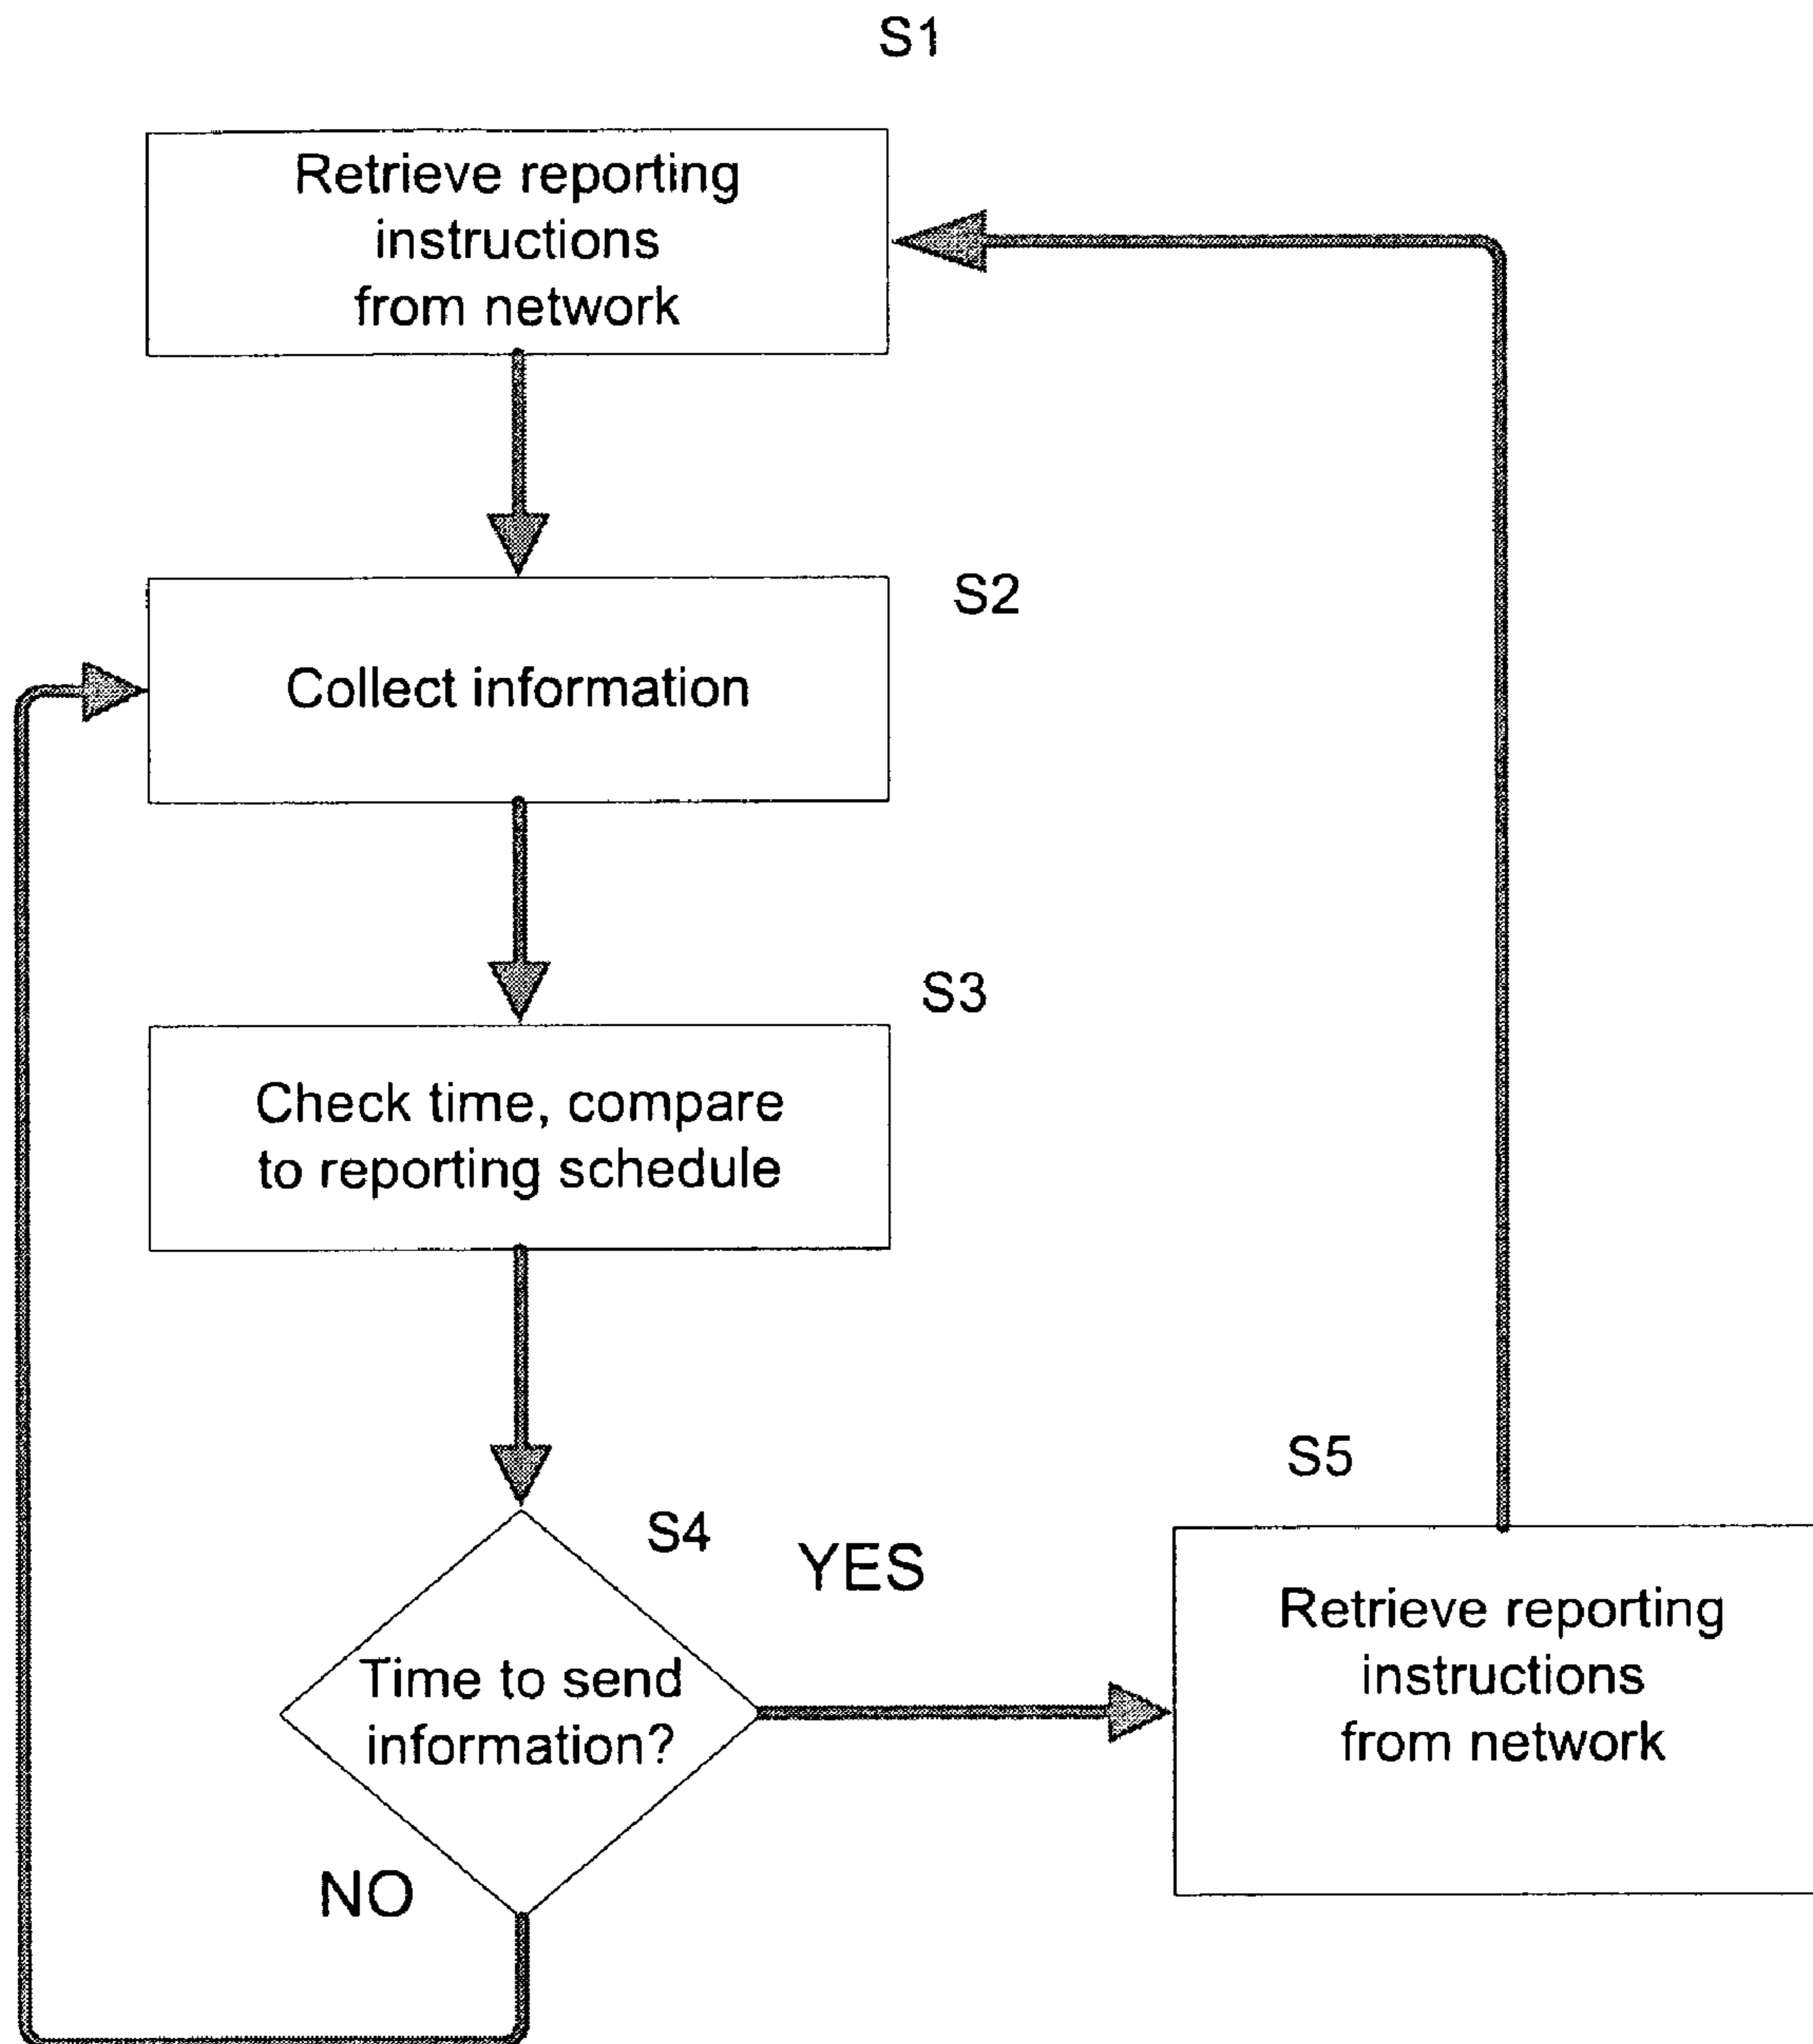 S1
Retrieve reporting
instructions
from network
S2
Collect information
S3
Check time, compare
to reporting schedule
S4
Time to send
information?
YES
NO
S5
Retrieve reporting
instructions
from network